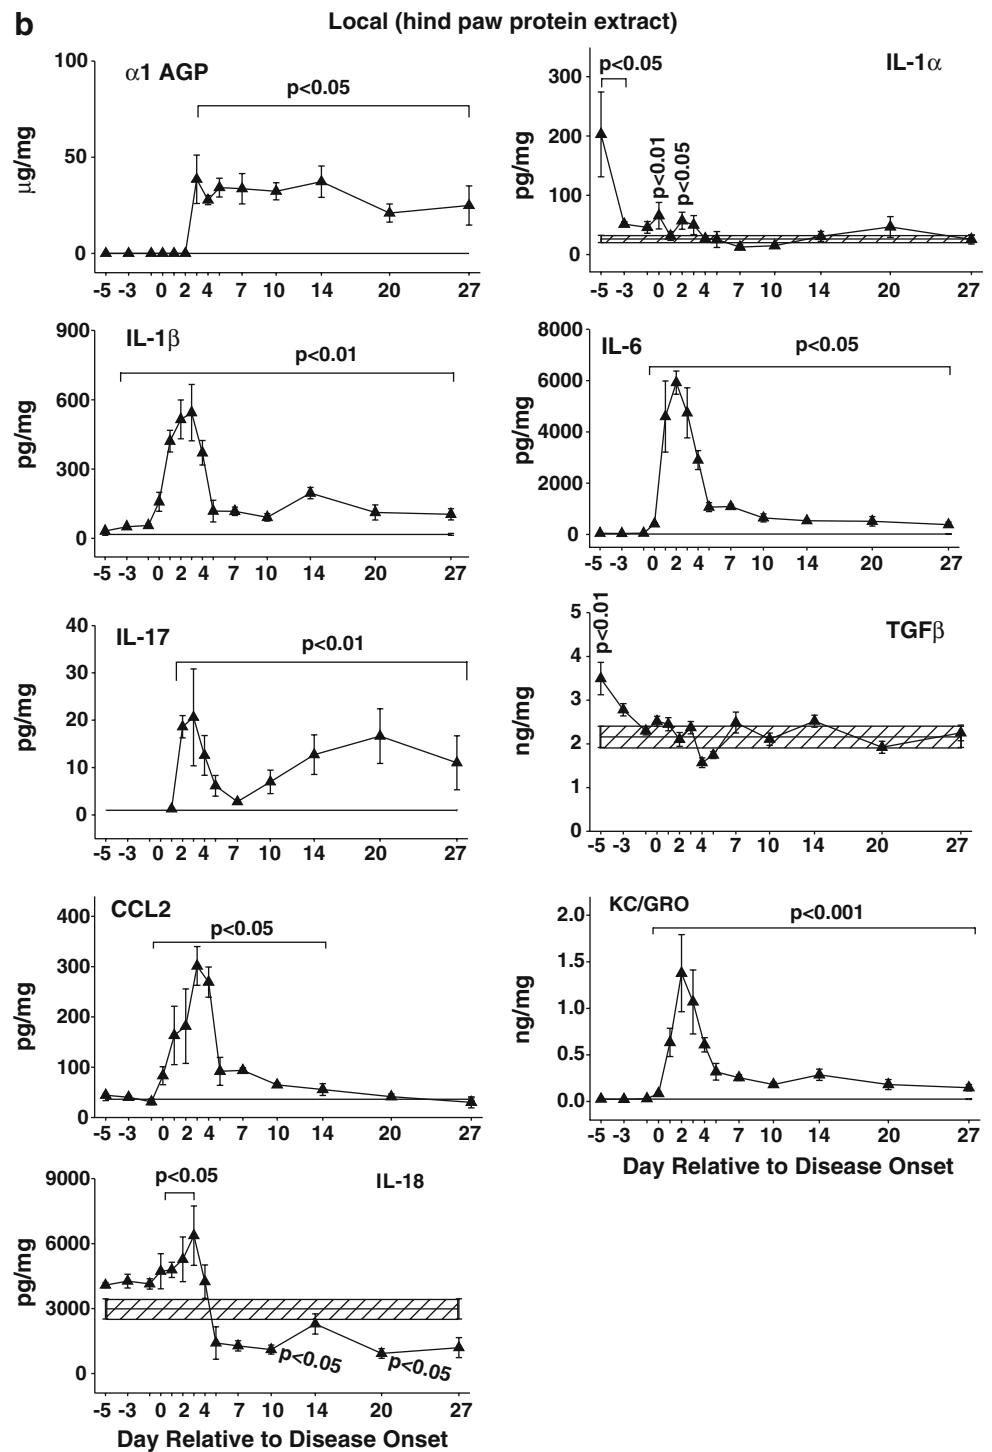 b
Local (hind paw protein extract)
α1 AGP
p<0.05
μg/mg
100
50
0
-5 -3 0 2 4 7 10 14 20 27
IL-1α
p<0.05
p<0.01
p<0.05
pg/mg
300
200
100
0
-5 -3 0 2 4 7 10 14 20 27
IL-1β
p<0.01
pg/mg
900
600
300
0
-5 -3 0 2 4 7 10 14 20 27
IL-6
p<0.05
pg/mg
8000
6000
4000
2000
0
-5 -3 0 2 4 7 10 14 20 27
IL-17
p<0.01
pg/mg
40
30
20
10
0
-5 -3 0 2 4 7 10 14 20 27
TGFβ
p<0.01
ng/mg
5
4
3
2
1
0
-5 -3 0 2 4 7 10 14 20 27
CCL2
p<0.05
pg/mg
400
300
200
100
0
-5 -3 0 2 4 7 10 14 20 27
KC/GRO
p<0.001
ng/mg
2.0
1.5
1.0
0.5
0.0
-5 -3 0 2 4 7 10 14 20 27
Day Relative to Disease Onset
IL-18
p<0.05
pg/mg
9000
6000
3000
0
p<0.05
p<0.05
-5 -3 0 2 4 7 10 14 20 27
Day Relative to Disease Onset